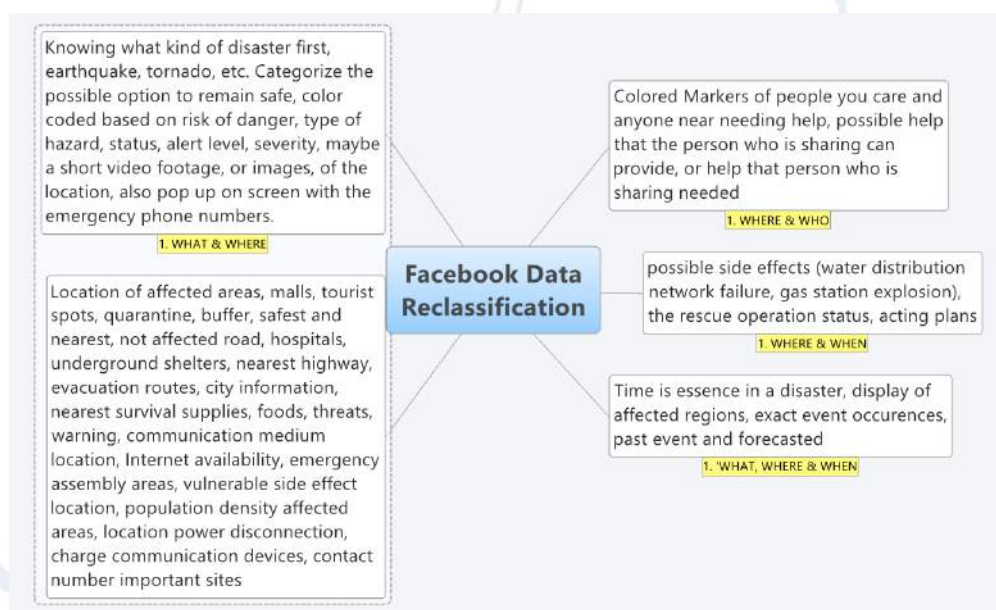 Knowing what kind of disaster first,
earthquake, tornado, etc. Categorize the
possible option to remain safe, color
coded based on risk of danger, type of
hazard, status, alert level, severity, maybe
a short video footage, or images, of the
location, also pop up on screen with the
emergency phone numbers.
1. WHAT & WHERE
Location of affected areas, malls, tourist
spots, quarantine, buffer, safest and
nearest, not affected road, hospitals,
underground shelters, nearest highway,
evacuation routes, city information,
nearest survival supplies, foods, threats,
warning, communication medium
location, Internet availability, emergency
assembly areas, vulnerable side effect
location, population density affected
areas, location power disconnection,
charge communication devices, contact
number important sites
Facebook Data
Reclassification
Colored Markers of people you care and
anyone near needing help, possible help
that the person who is sharing can
provide, or help that person who is
sharing needed
1. WHERE & WHO
possible side effects (water distribution
network failure, gas station explosion),
the rescue operation status, acting plans
1. WHERE & WHEN
Time is essence in a disaster, display of
affected regions, exact event occurences,
past event and forecasted
1. 'WHAT, WHERE & WHEN